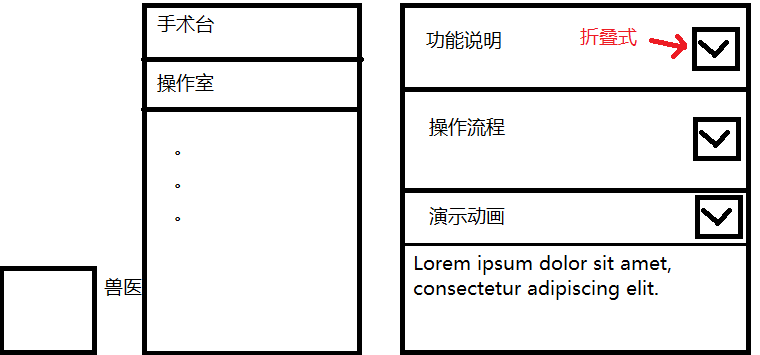 手术台
操作室
。
。
。
兽医
功能说明
折叠式
操作流程
演示动画
Lorem ipsum dolor sit amet,
consectetur adipiscing elit.